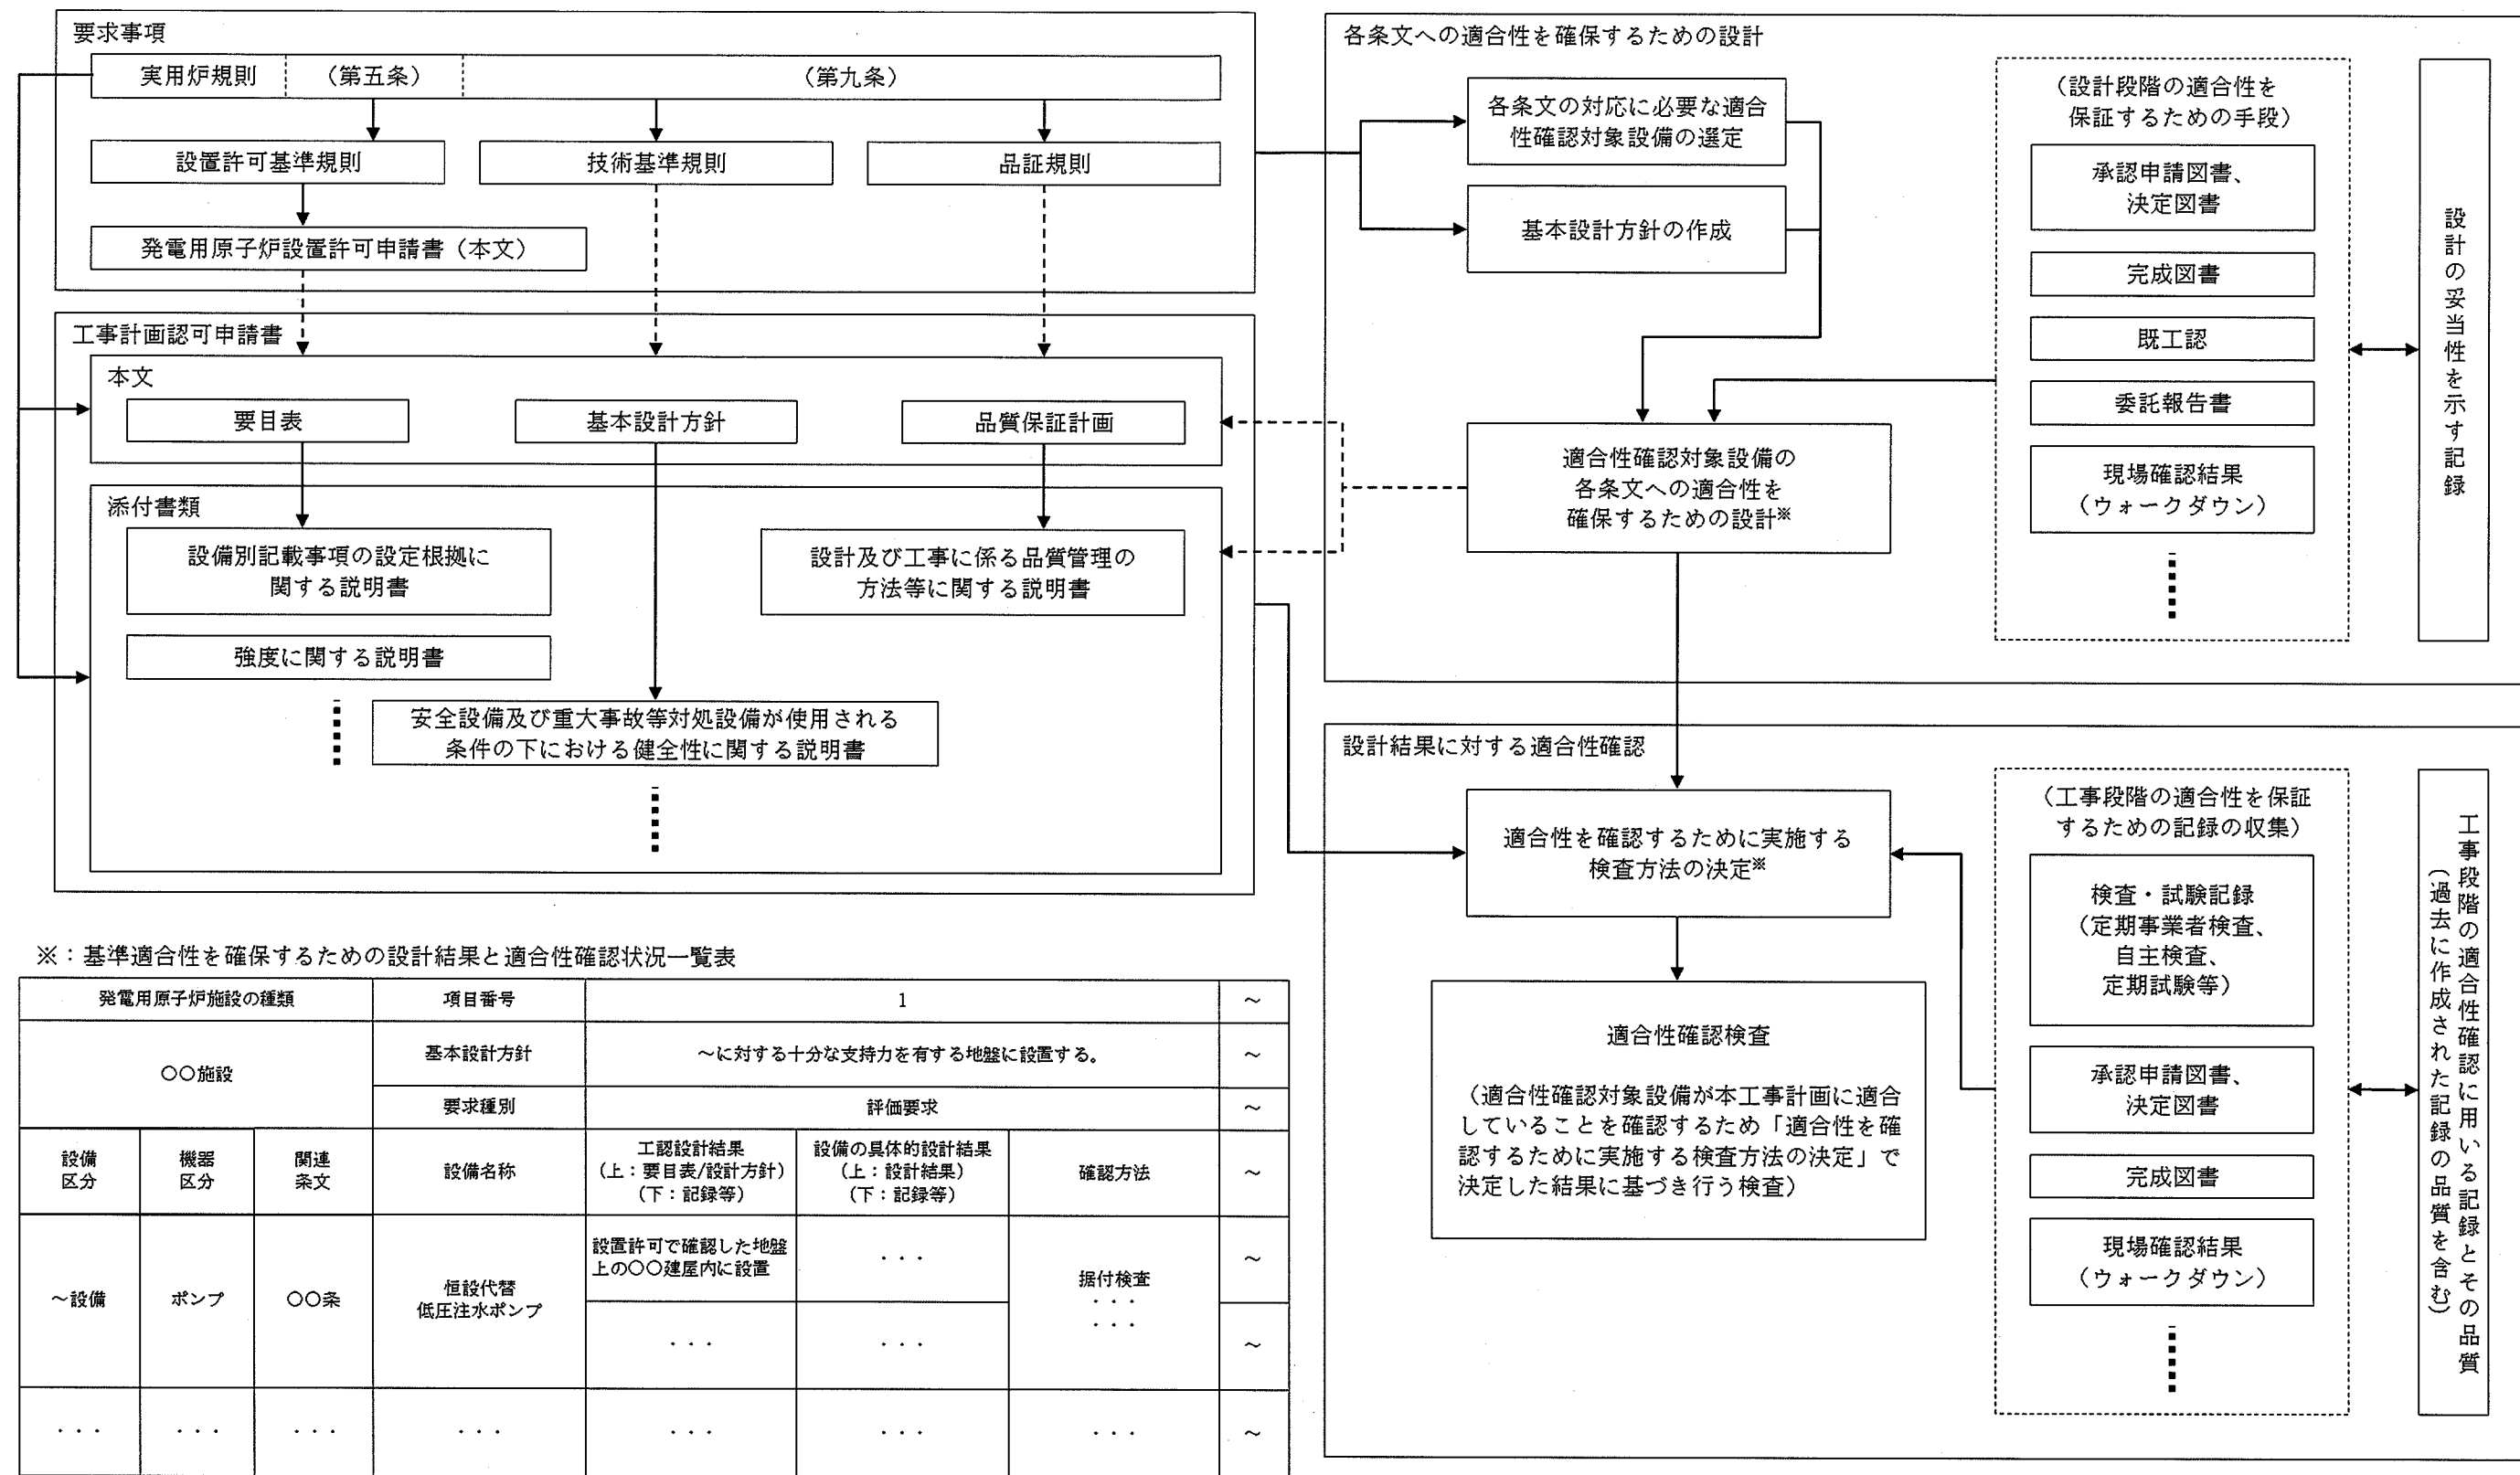 要求事項
実用炉規則
（第五条）
（第九条）
設置許可基準規則
技術基準規則
品証規則
発電用原子炉設置許可申請書（本文）
工事計画認可申請書
本文
要目表
基本設計方針
品質保証計画
添付書類
設備別記載事項の設定根拠に
関する説明書
設計及び工事に係る品質管理の
方法等に関する説明書
強度に関する説明書
安全設備及び重大事故等対処設備が使用される
条件の下における健全性に関する説明書
各条文への適合性を確保するための設計
各条文の対応に必要な適合
性確認対象設備の選定
基本設計方針の作成
適合性確認対象設備の
各条文への適合性を
確保するための設計※
（設計段階の適合性を
保証するための手段）
承認申請図書、
決定図書
完成図書
既工認
委託報告書
現場確認結果
（ウォークダウン）
設計の妥当性を示す記録
設計結果に対する適合性確認
適合性を確認するために実施する
検査方法の決定※
適合性確認検査
（適合性確認対象設備が本工事計画に適合
していることを確認するため「適合性を確
認するために実施する検査方法の決定」で
決定した結果に基づき行う検査）
（工事段階の適合性を保証
するための記録の収集）
検査・試験記録
（定期事業者検査、
自主検査、
定期試験等）
承認申請図書、
決定図書
完成図書
現場確認結果
（ウォークダウン）
工事段階の適合性確認に用いる記録とその品質
（過去に作成された記録の品質を含む）
※：基準適合性を確保するための設計結果と適合性確認状況一覧表
発電用原子炉施設の種類 項目番号 1 ～
〇〇施設
基本設計方針 ～に対する十分な支持力を有する地盤に設置する。 ～
要求種別 評価要求 ～
設備
区分
機器
区分
関連
条文
設備名称
工認設計結果
（上：要目表/設計方針）
（下：記録等）
設備の具体的設計結果
（上：設計結果）
（下：記録等）
確認方法
～
～設備
ポンプ
〇〇条
恒設代替
低圧注水ポンプ
設置許可で確認した地盤
上の〇〇建屋内に設置
・・・
据付検査
・・・
・・・
～
・・・ ・・・ ～
・・・ ・・・ ・・・ ・・・ ・・・ ・・・ ・・・ ～